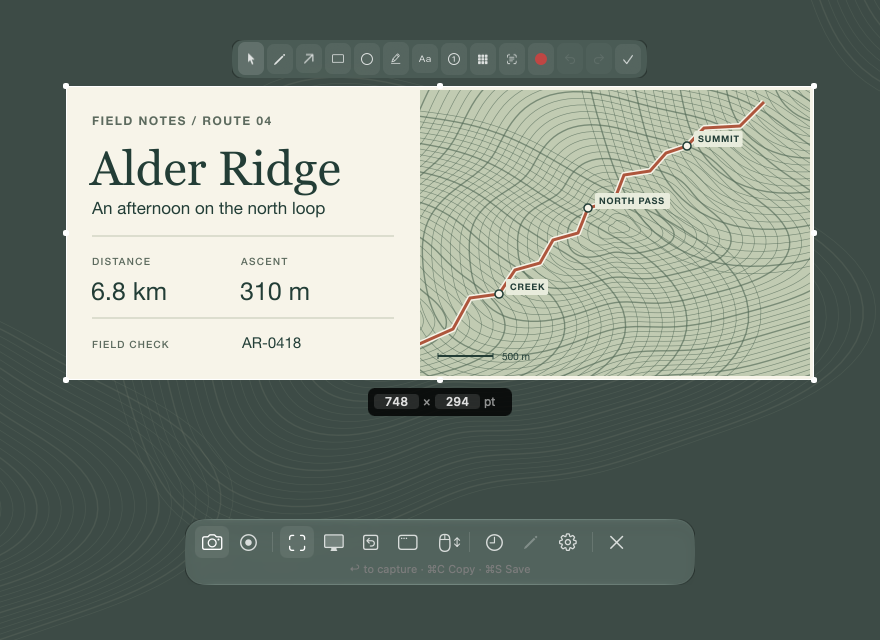 Aa
1
FIELD NOTES / ROUTE 04
Alder Ridge
An afternoon on the north loop
DISTANCE
ASCENT
6.8 km
310 m
FIELD CHECK
AR-0418
SUMMIT
NORTH PASS
CREEK
500 m
748 × 294 pt
↩ to capture · ⌘C Copy · ⌘S Save